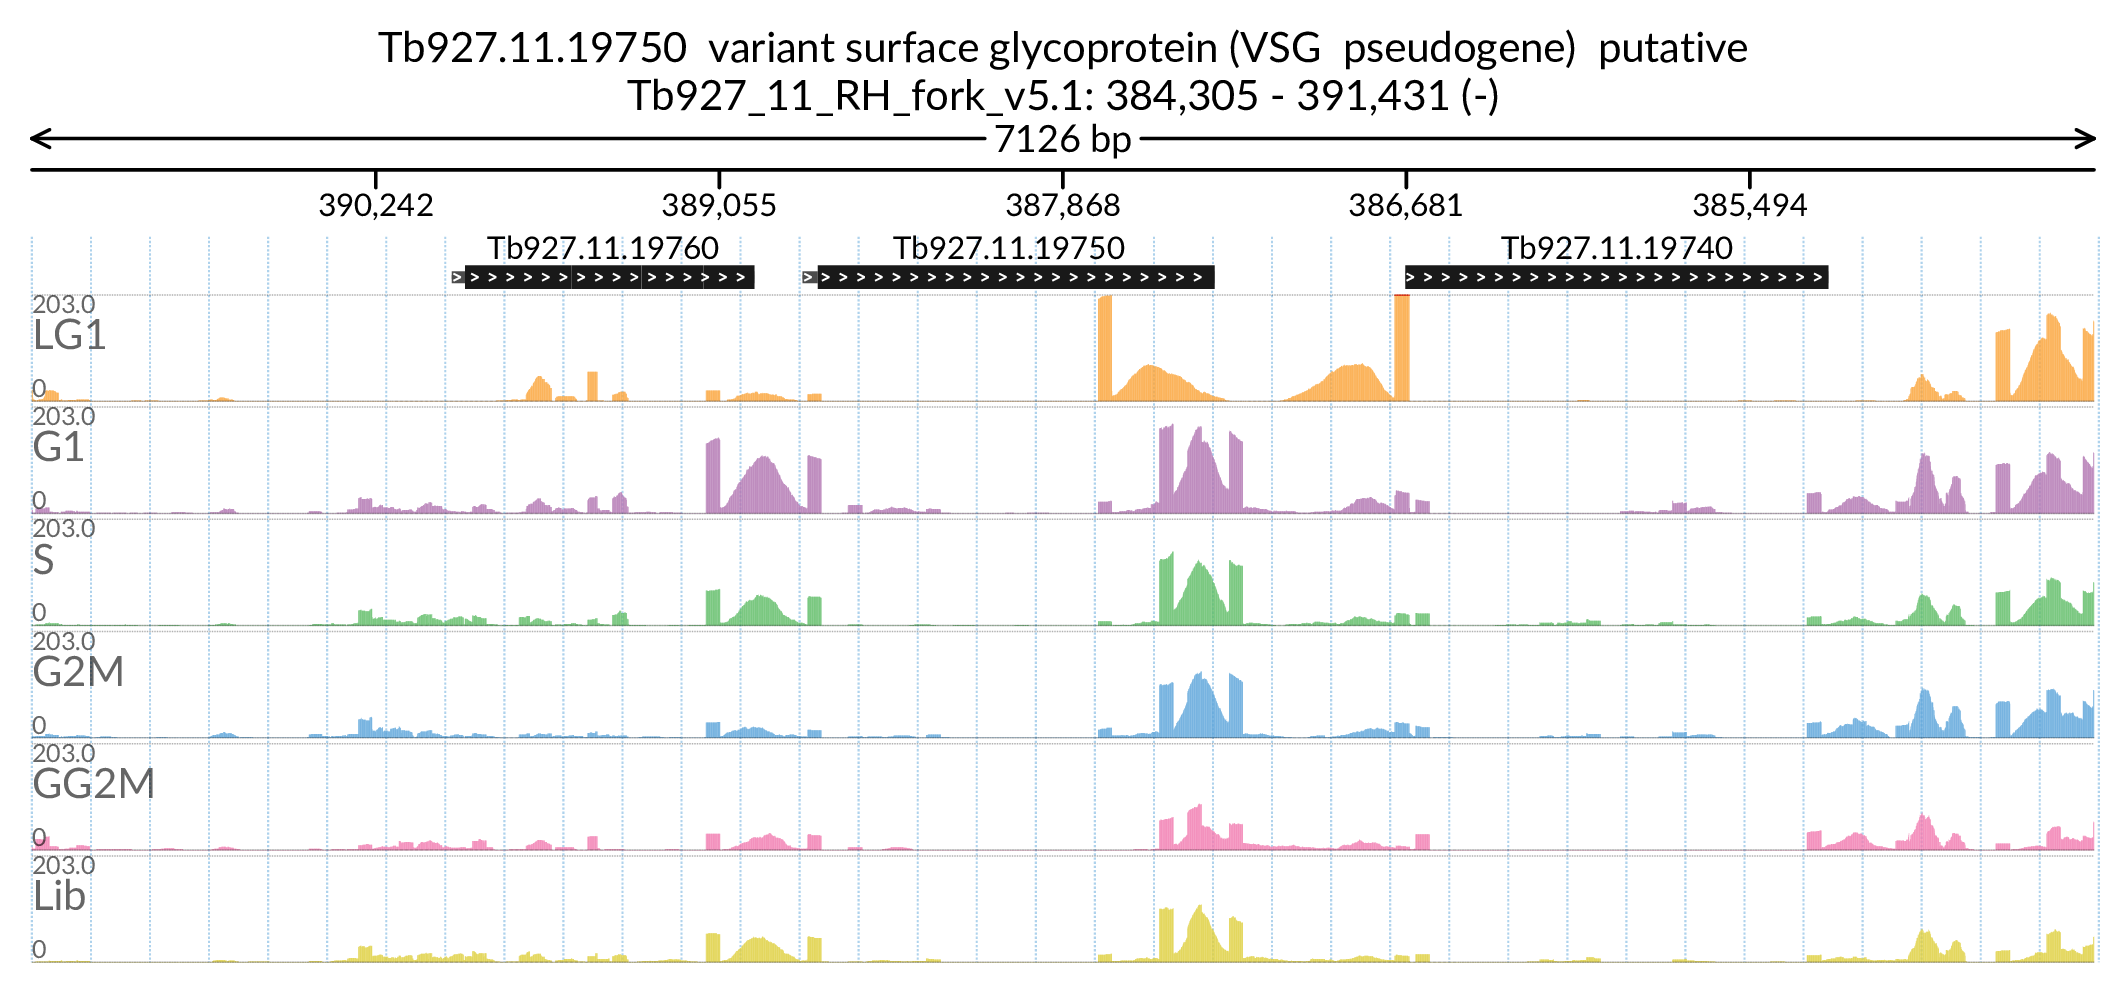 Tb927.11.19750  variant surface glycoprotein (VSG  pseudogene)  putative
Tb927_11_RH_fork_v5.1: 384,305 - 391,431 (-)
7126 bp
390,242 389,055 387,868 386,681 385,494
Tb927.11.19760 Tb927.11.19750 Tb927.11.19740
203.0
LG1
0
203.0
G1
0
203.0
S
0
203.0
G2M
0
203.0
GG2M
0
203.0
Lib
0